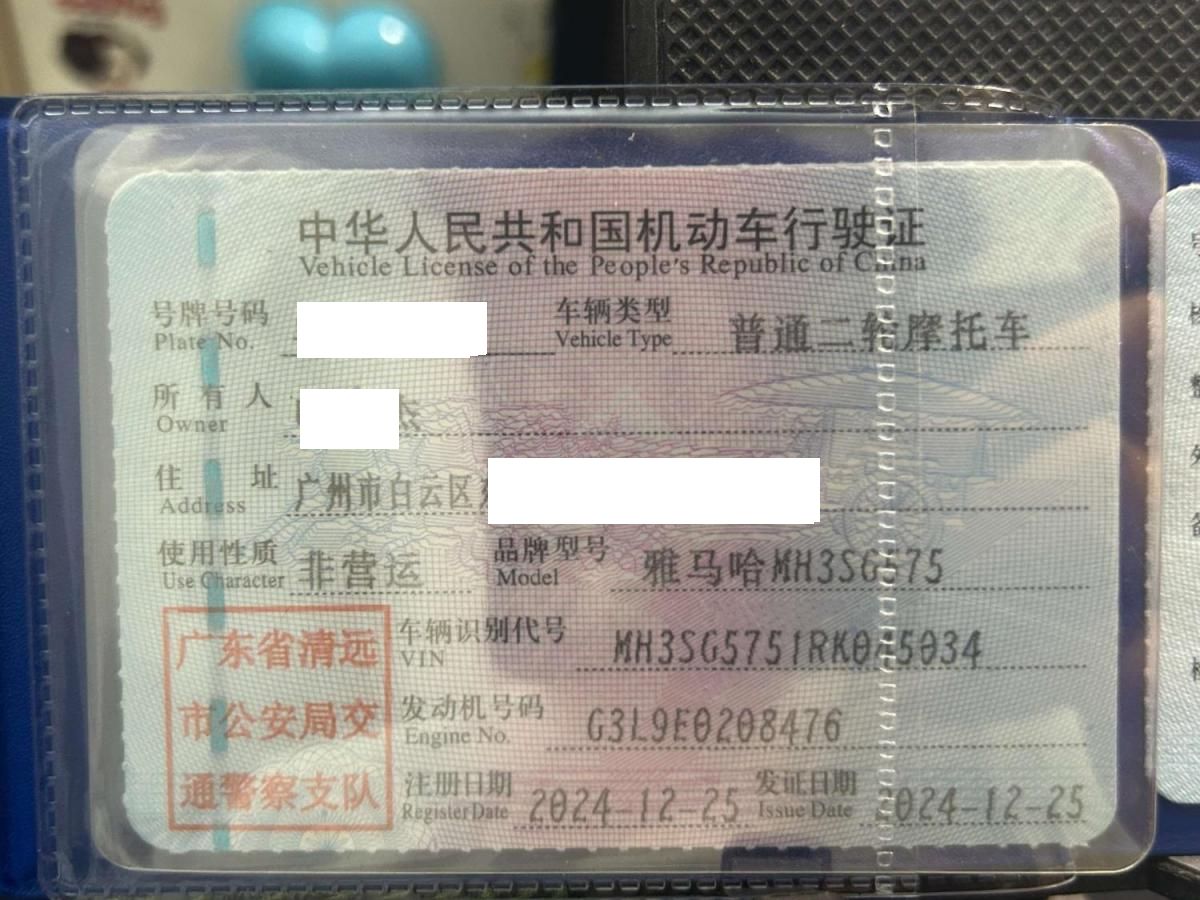 中华人民共和国机动车行驶证
Vehicle License of the People's Republic of China
号牌号码
Plate No.
车辆类型
Vehicle Type
普通二轮摩托车
所有人
Owner
杰
住址
Address
广州市白云区
使用性质
Use Character
非营运
品牌型号
Model
雅马哈MH3SG575
广东省清远
市公安局交
通警察支队
车辆识别代号
VIN
MH3SG5751RK045034
发动机号码
Engine No.
G3L9E0208476
注册日期
Register Date
2024-12-25
发证日期
Issue Date
2024-12-25